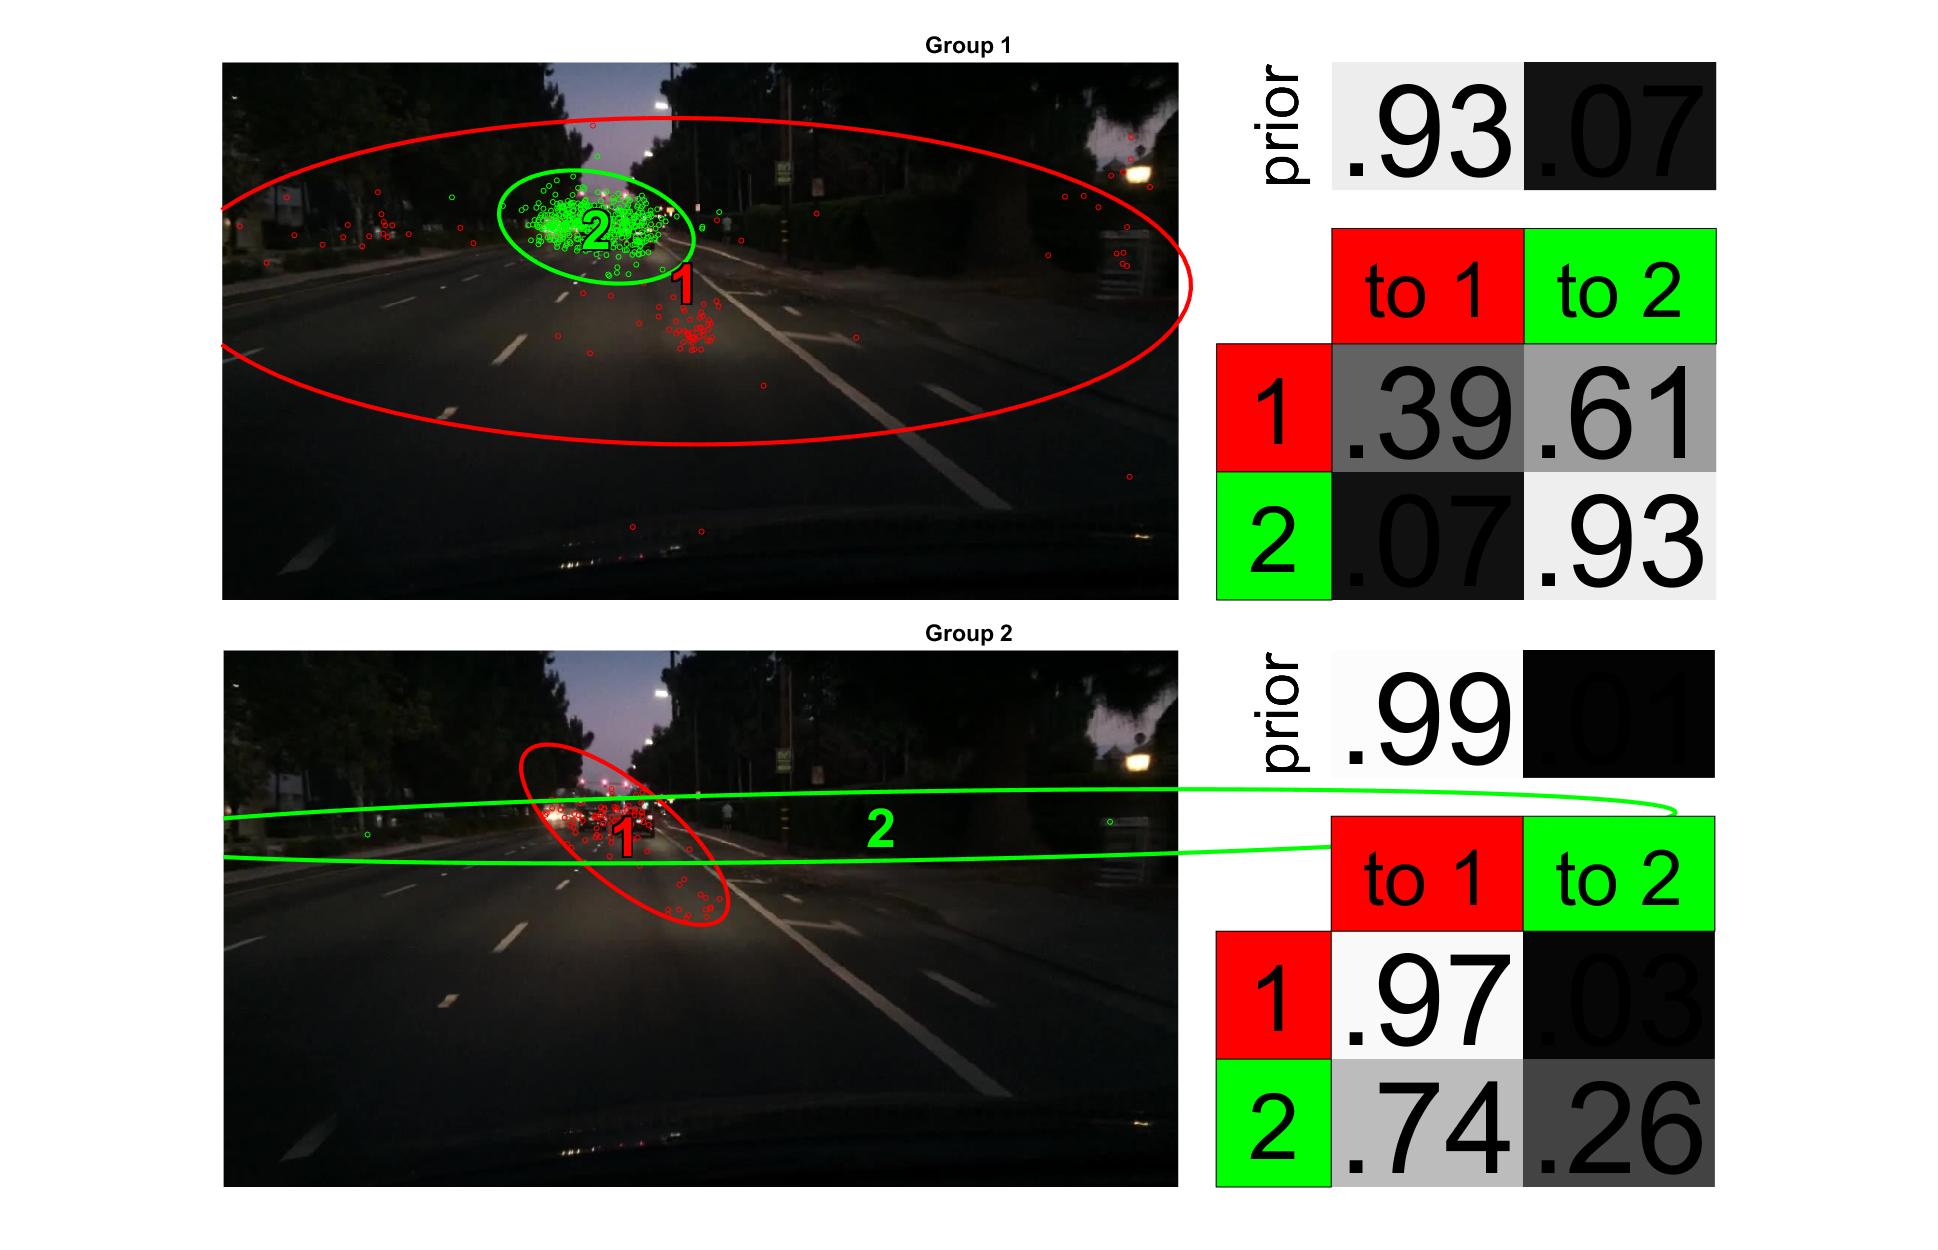 Group 1
2
1
prior
.93 .07
to 1 to 2
1 .39 .61
2 .07 .93
Group 2
1
2
prior
.99 .01
to 1 to 2
1 .97 .03
2 .74 .26